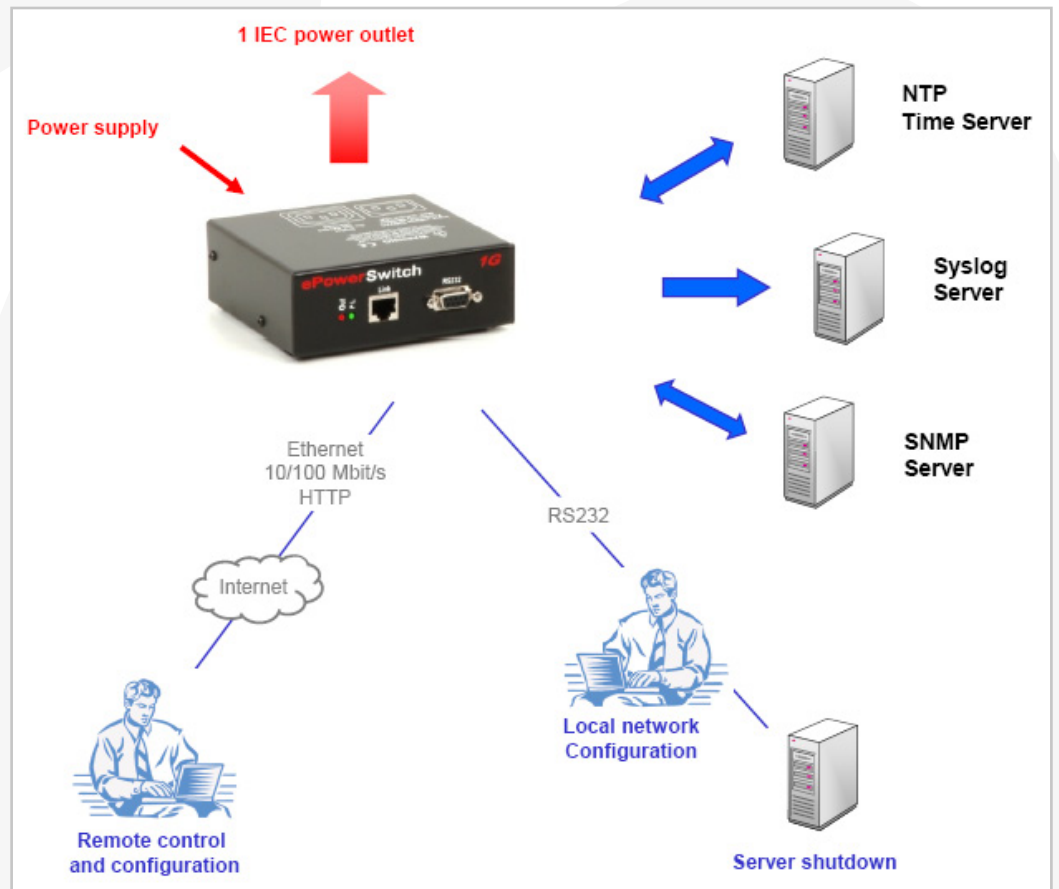 1 IEC power outlet
Power supply
NTP
Time Server
ePowerSwitch 1G
Link
RS232
Syslog
Server
SNMP
Server
Ethernet
10/100 Mbit/s
HTTP
RS232
Internet
Local network
Configuration
Remote control
and configuration
Server shutdown